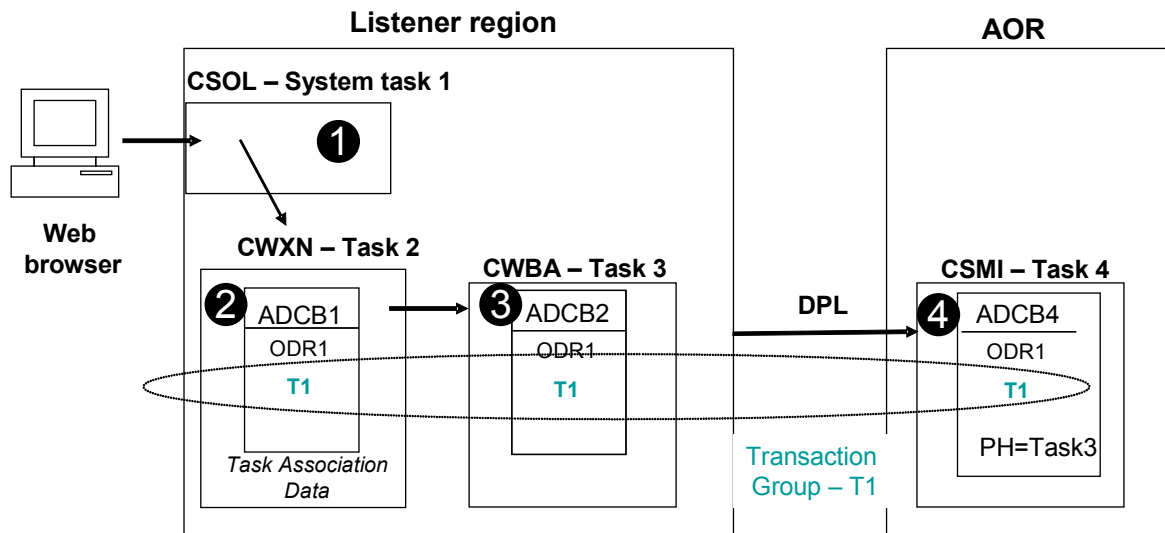 Listener region
AOR
CSOL – System task 1
1
Web
browser
CWXN – Task 2
2
ADCB1
ODR1
T1
Task Association
Data
CWBA – Task 3
3
ADCB2
ODR1
T1
DPL
Transaction
Group – T1
CSMI – Task 4
4
ADCB4
ODR1
T1
PH=Task3